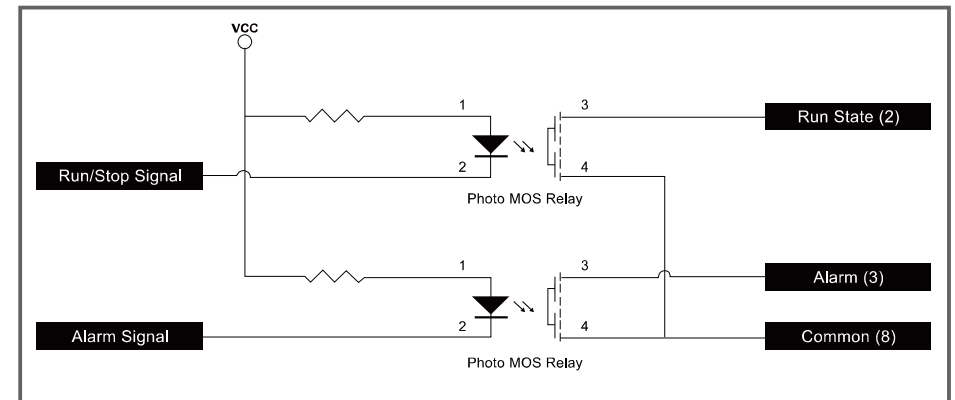 VCC
1
3
Run State (2)
Run/Stop Signal
2
4
Photo MOS Relay
1
3
Alarm (3)
Alarm Signal
2
4
Common (8)
Photo MOS Relay